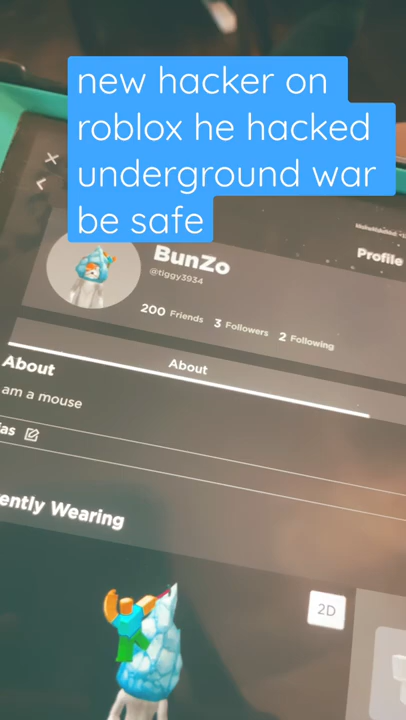 new hacker on
roblox he hacked
underground war
be safe
Profile
BunZo
@tiggy3934
200 Friends 3 Followers 2 Following
About
About
am a mouse
ias
ently Wearing
2D